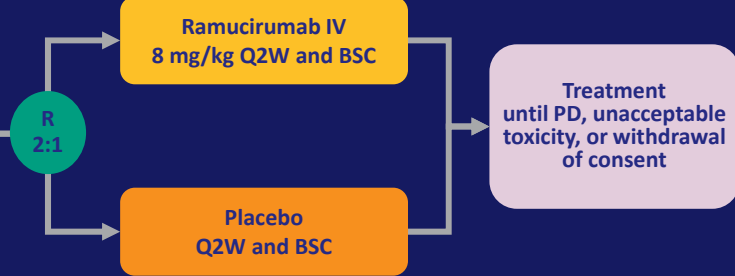 Ramucirumab IV
8 mg/kg Q2W and BSC
R
2:1
Treatment
until PD, unacceptable
toxicity, or withdrawal
of consent
Placebo
Q2W and BSC